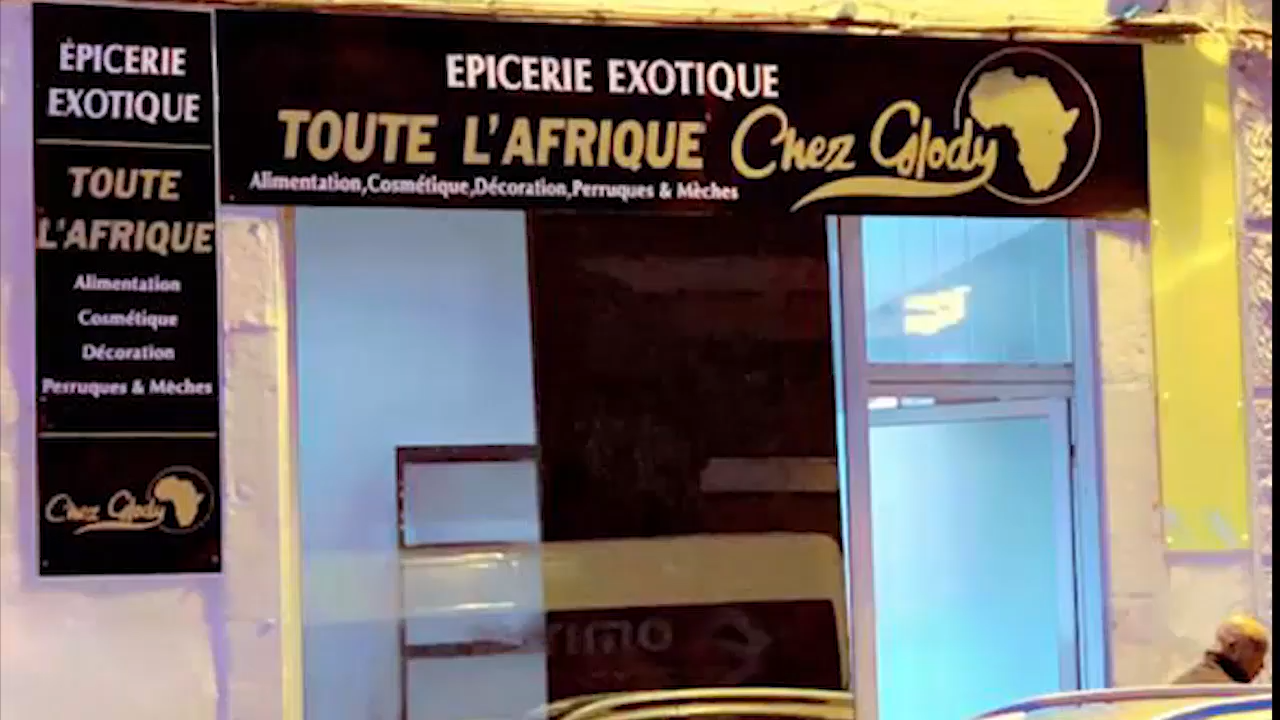 ÉPICERIE
EXOTIQUE
TOUTE
L'AFRIQUE
Alimentation
Cosmétique
Décoration
Perruques & Mèches
Chez Glody
EPICERIE EXOTIQUE
TOUTE L'AFRIQUE Chez Glody
Alimentation,Cosmétique,Décoration,Perruques & Mèches